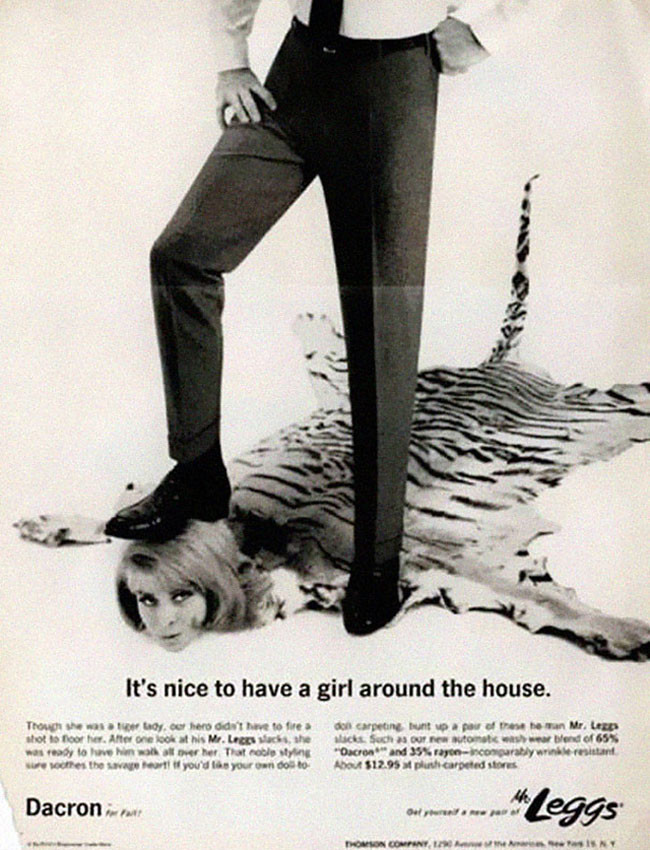 It's nice to have a girl around the house.
Though she was a tiger lady, our hero didn't have to fire a
shot to floor her. After one look at his Mr. Leggs slacks, she
was ready to have him walk all over her. That noble styling
sure soothes the savage heart! If you'd like your own doll-to-
doll carpeting, hunt up a pair of these he-man Mr. Leggs
slacks. Such as our new automatic wash-wear blend of 65%
"Dacron®" and 35% rayon—incomparably wrinkle-resistant.
About $12.95 at plush-carpeted stores.
Dacron for Fall!
Get yourself a new pair of Mr. Leggs
THOMSON COMPANY, 1290 Avenue of the Americas, New York 19, N.Y.